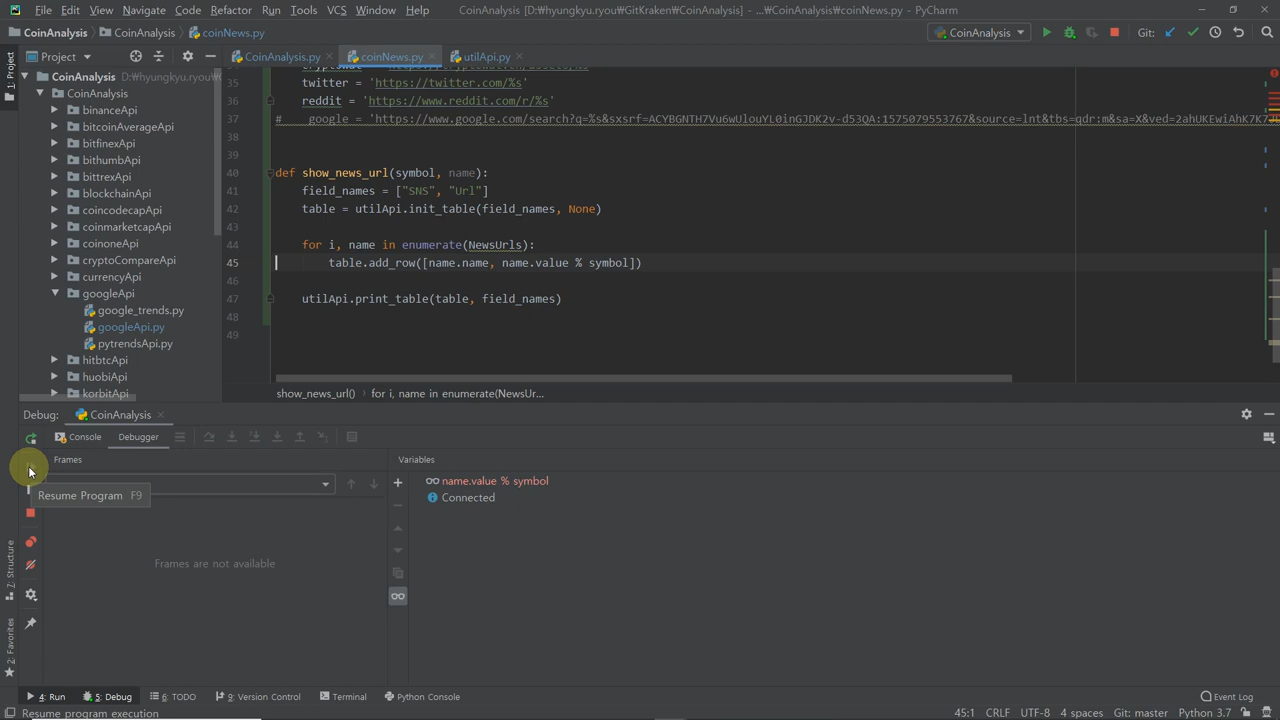 File Edit View Navigate Code Refactor Run Tools VCS Window Help CoinAnalysis [D:₩hyungkyu.ryou₩GitKraken₩CoinAnalysis] - ...₩CoinAnalysis₩coinNews.py - PyCharm
CoinAnalysis CoinAnalysis coinNews.py CoinAnalysis Git:
1: Project
Project CoinAnalysis.py coinNews.py utilApi.py
CoinAnalysis D:₩hyungkyu.ryou₩GitKraken
CoinAnalysis
binanceApi
bitcoinAverageApi
bitfinexApi
bithumbApi
bittrexApi
blockchainApi
coincodecapApi
coinmarketcapApi
coinoneApi
cryptoCompareApi
currencyApi
googleApi
google_trends.py
googleApi.py
pytrendsApi.py
hitbtcApi
huobiApi
korbitApi
35 twitter = 'https://twitter.com/%s'
36 reddit = 'https://www.reddit.com/r/%s'
37 # google = 'https://www.google.com/search?q=%s&sxsrf=ACYBGNTH7Vu6wUlouYL0inGJDK2v-d53QA:1575079553767&source=lnt&tbs=qdr:m&sa=X&ved=2ahUKEwiAhK7K7
38
39
40 def show_news_url(symbol, name):
41 field_names = ["SNS", "Url"]
42 table = utilApi.init_table(field_names, None)
43
44 for i, name in enumerate(NewsUrls):
45 table.add_row([name.name, name.value % symbol])
46
47 utilApi.print_table(table, field_names)
48
49
show_news_url() for i, name in enumerate(NewsUr...
Debug: CoinAnalysis
Console Debugger
Frames Variables
name.value % symbol
Connected
Resume Program F9
Frames are not available
7: Structure
2: Favorites
4: Run 5: Debug 6: TODO 9: Version Control Terminal Python Console Event Log
Resume program execution 45:1 CRLF UTF-8 4 spaces Git: master Python 3.7